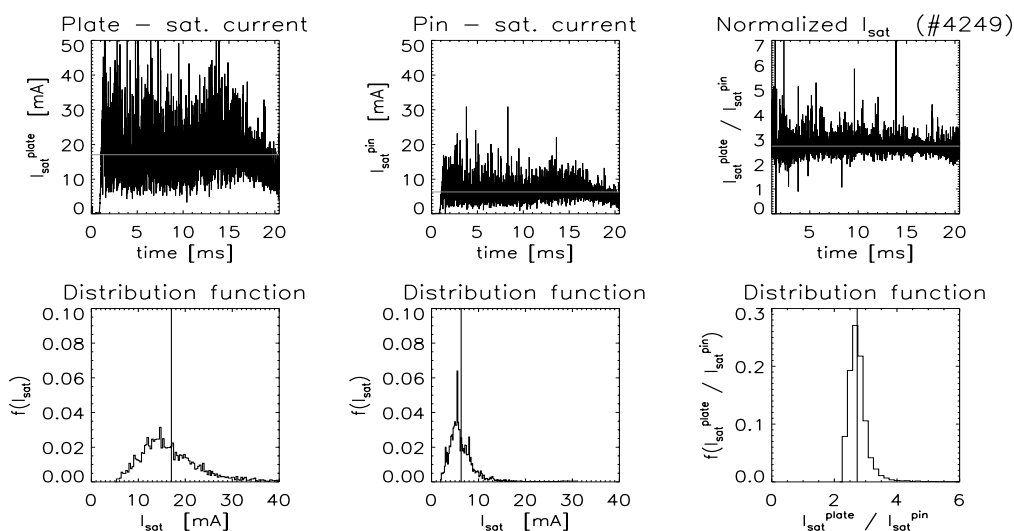 Plate – sat. current
Pin – sat. current
Normalized I_sat (#4249)
I_sat^plate [mA]
50
40
30
20
10
0
0 5 10 15 20
time [ms]
I_sat^pin [mA]
50
40
30
20
10
0
0 5 10 15 20
time [ms]
I_sat^plate / I_sat^pin
7
6
5
4
3
2
1
0
5 10 15 20
time [ms]
Distribution function
Distribution function
Distribution function
f(I_sat)
0.10
0.08
0.06
0.04
0.02
0.00
0 10 20 30 40
I_sat [mA]
f(I_sat)
0.10
0.08
0.06
0.04
0.02
0.00
0 10 20 30 40
I_sat [mA]
f(I_sat^plate / I_sat^pin)
0.3
0.2
0.1
0.0
0 2 4 6
I_sat^plate / I_sat^pin